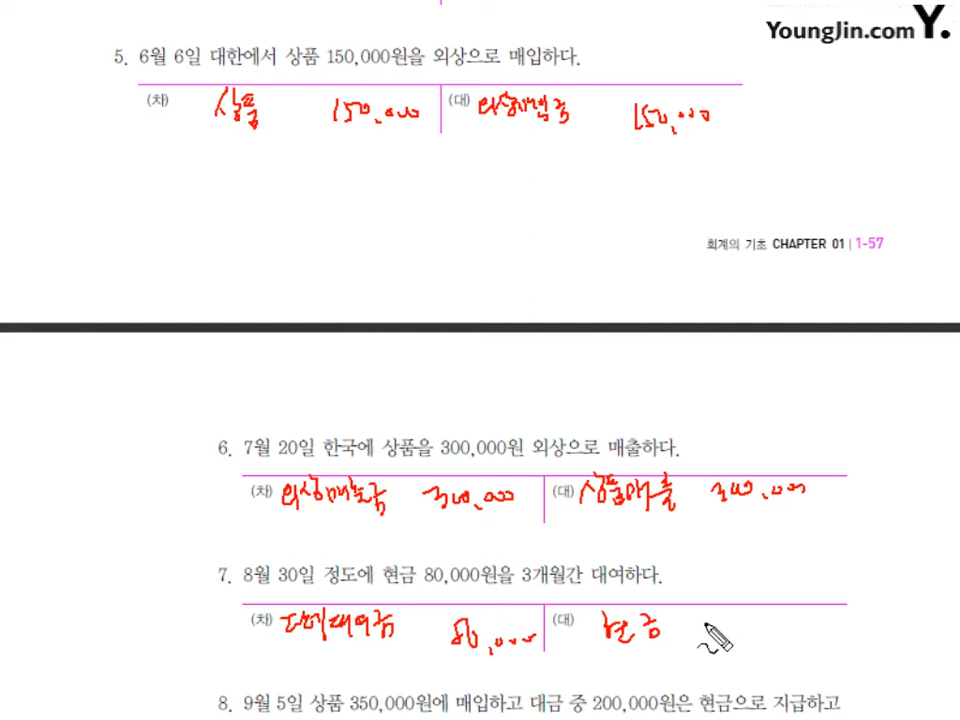 YoungJin.com Y.
5. 6월 6일 대한에서 상품 150,000원을 외상으로 매입하다.
(차) 상품 150,000 (대) 외상매입금 150,000
회계의 기초 CHAPTER 01 | 1-57
6. 7월 20일 한국에 상품을 300,000원 외상으로 매출하다.
(차) 외상매출금 300,000 (대) 상품매출 300,000
7. 8월 30일 정도에 현금 80,000원을 3개월간 대여하다.
(차) 단기대여금 80,000 (대) 현금
8. 9월 5일 상품 350,000원에 매입하고 대금 중 200,000원은 현금으로 지급하고